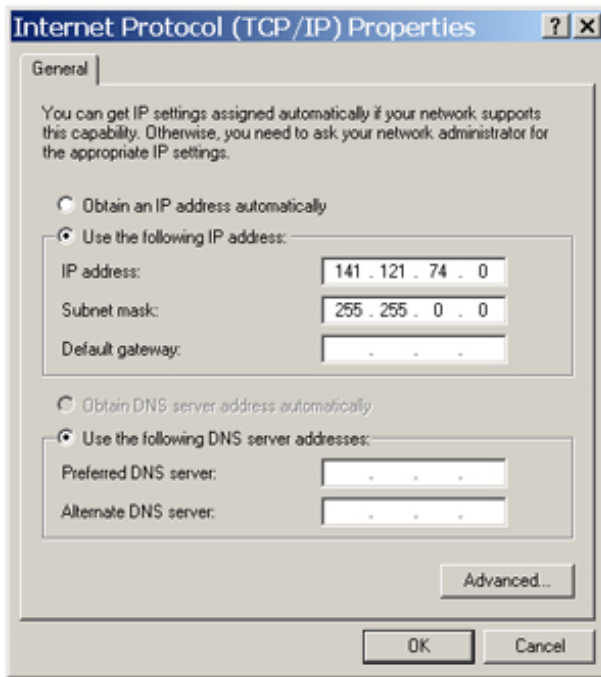 Internet Protocol (TCP/IP) Properties ? X
General
You can get IP settings assigned automatically if your network supports
this capability. Otherwise, you need to ask your network administrator for
the appropriate IP settings.
Obtain an IP address automatically
Use the following IP address:
IP address: 141 . 121 . 74 . 0
Subnet mask: 255 . 255 . 0 . 0
Default gateway: . . .
Obtain DNS server address automatically
Use the following DNS server addresses:
Preferred DNS server: . . .
Alternate DNS server: . . .
Advanced...
OK Cancel